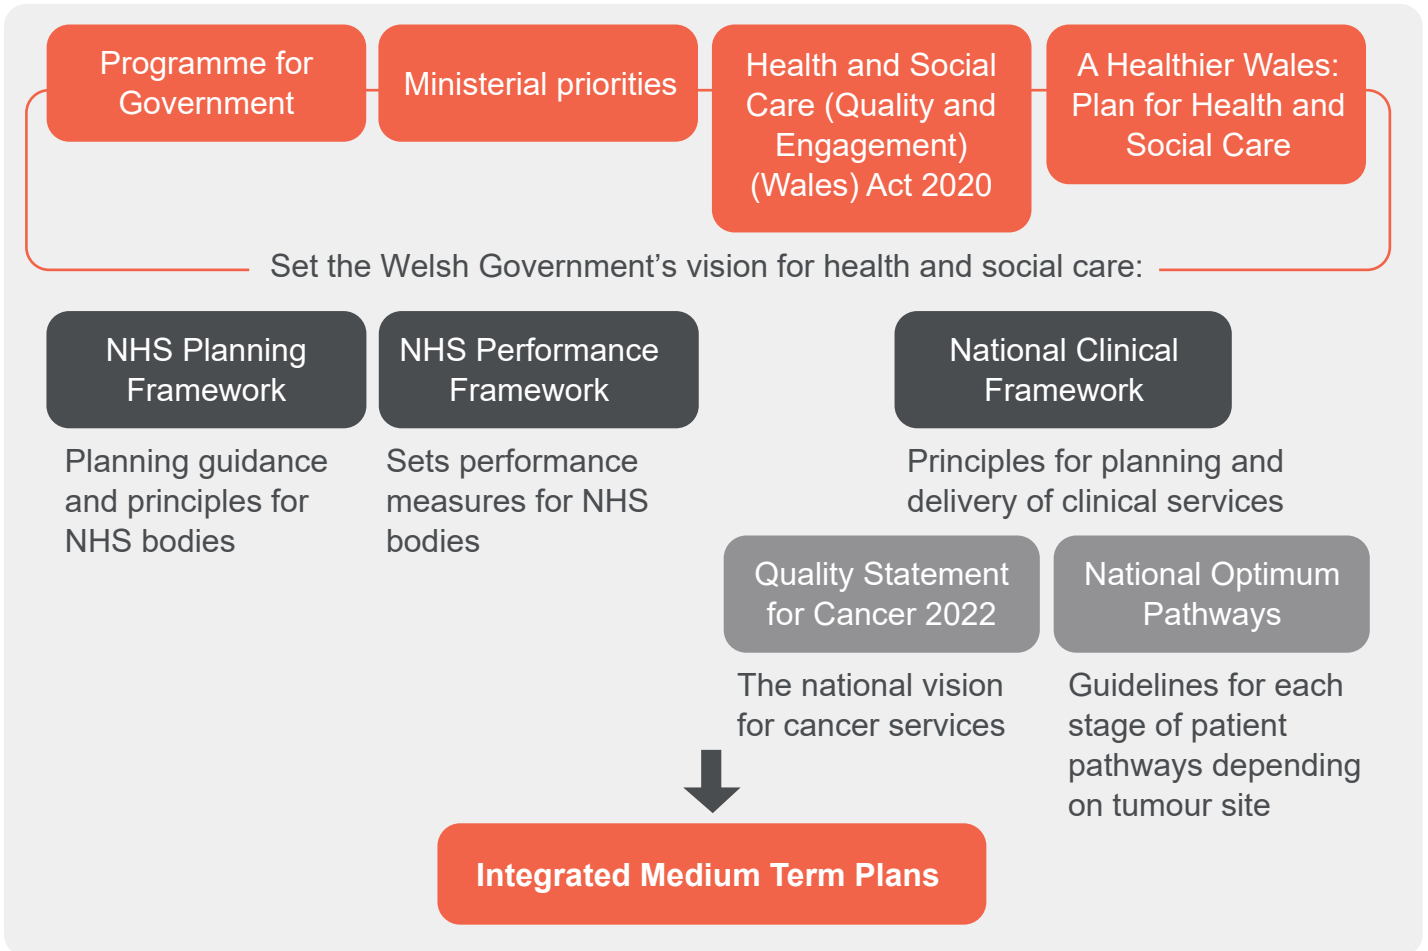 Programme for
Government
Ministerial priorities
Health and Social
Care (Quality and
Engagement)
(Wales) Act 2020
A Healthier Wales:
Plan for Health and
Social Care
Set the Welsh Government’s vision for health and social care:
NHS Planning
Framework
Planning guidance
and principles for
NHS bodies
NHS Performance
Framework
Sets performance
measures for NHS
bodies
National Clinical
Framework
Principles for planning and
delivery of clinical services
Quality Statement
for Cancer 2022
The national vision
for cancer services
National Optimum
Pathways
Guidelines for each
stage of patient
pathways depending
on tumour site
Integrated Medium Term Plans